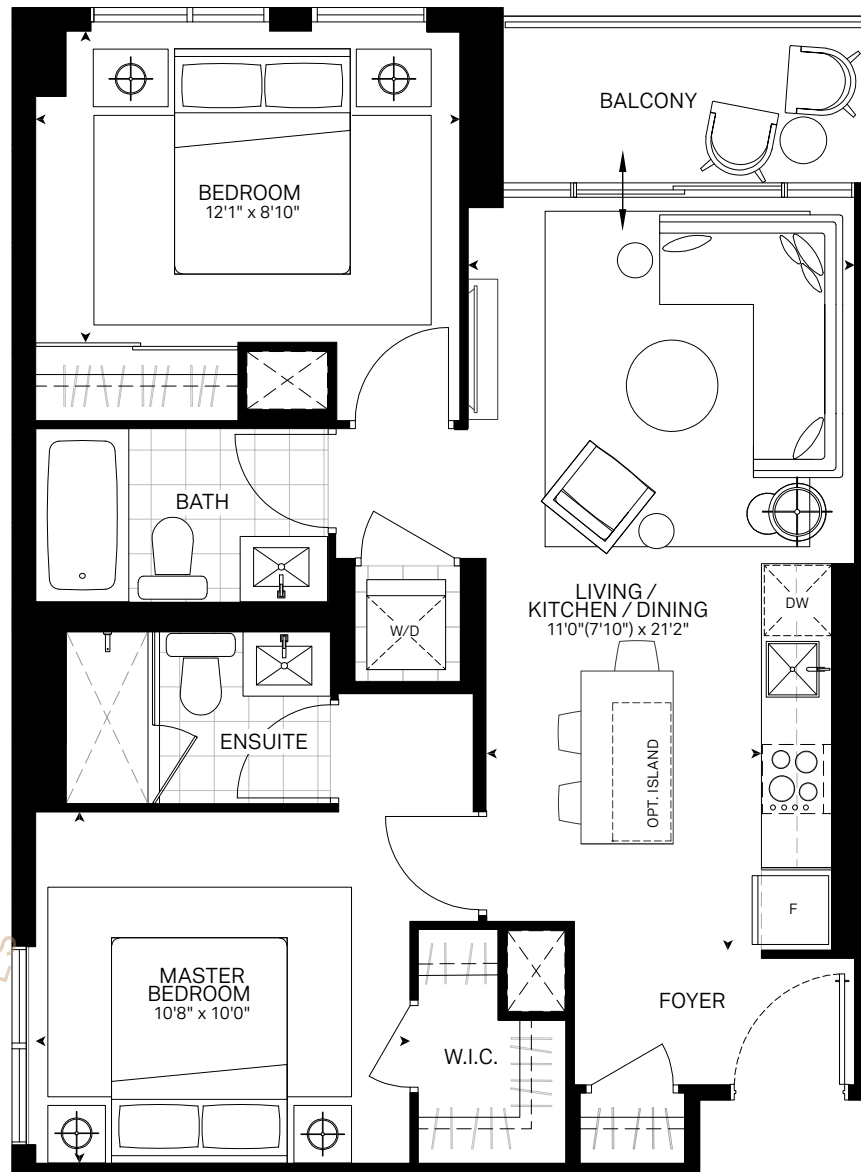 BALCONY
BEDROOM
12'1" x 8'10"
BATH
LIVING /
KITCHEN / DINING
11'0"(7'10") x 21'2"
DW
W/D
ENSUITE
OPT. ISLAND
F
MASTER
BEDROOM
10'8" x 10'0"
FOYER
W.I.C.